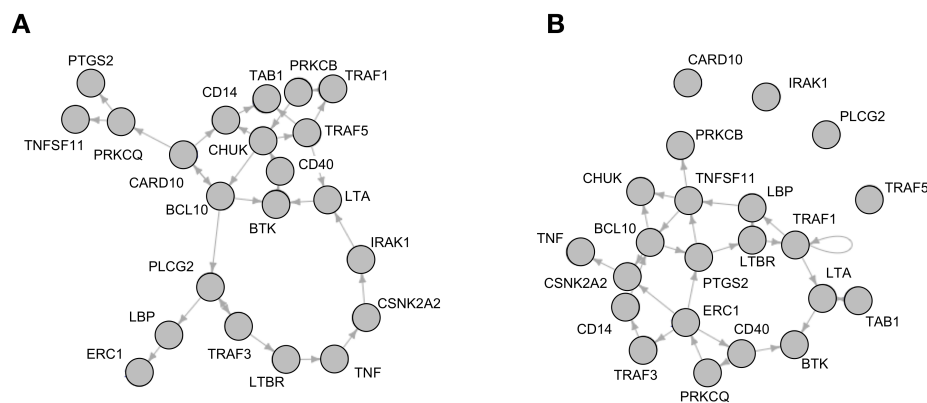 A
PTGS2
TNFSF11
PRKCQ
CARD10
CD14
TAB1
PRKCB
TRAF1
CHUK
TRAF5
CD40
BCL10
BTK
LTA
IRAK1
PLCG2
CSNK2A2
LBP
TRAF3
ERC1
LTBR
TNF
B
CARD10
IRAK1
PLCG2
PRKCB
TRAF5
CHUK
TNFSF11
LBP
TRAF1
BCL10
TNF
LTBR
PTGS2
LTA
CSNK2A2
TAB1
ERC1
CD14
CD40
BTK
TRAF3
PRKCQ